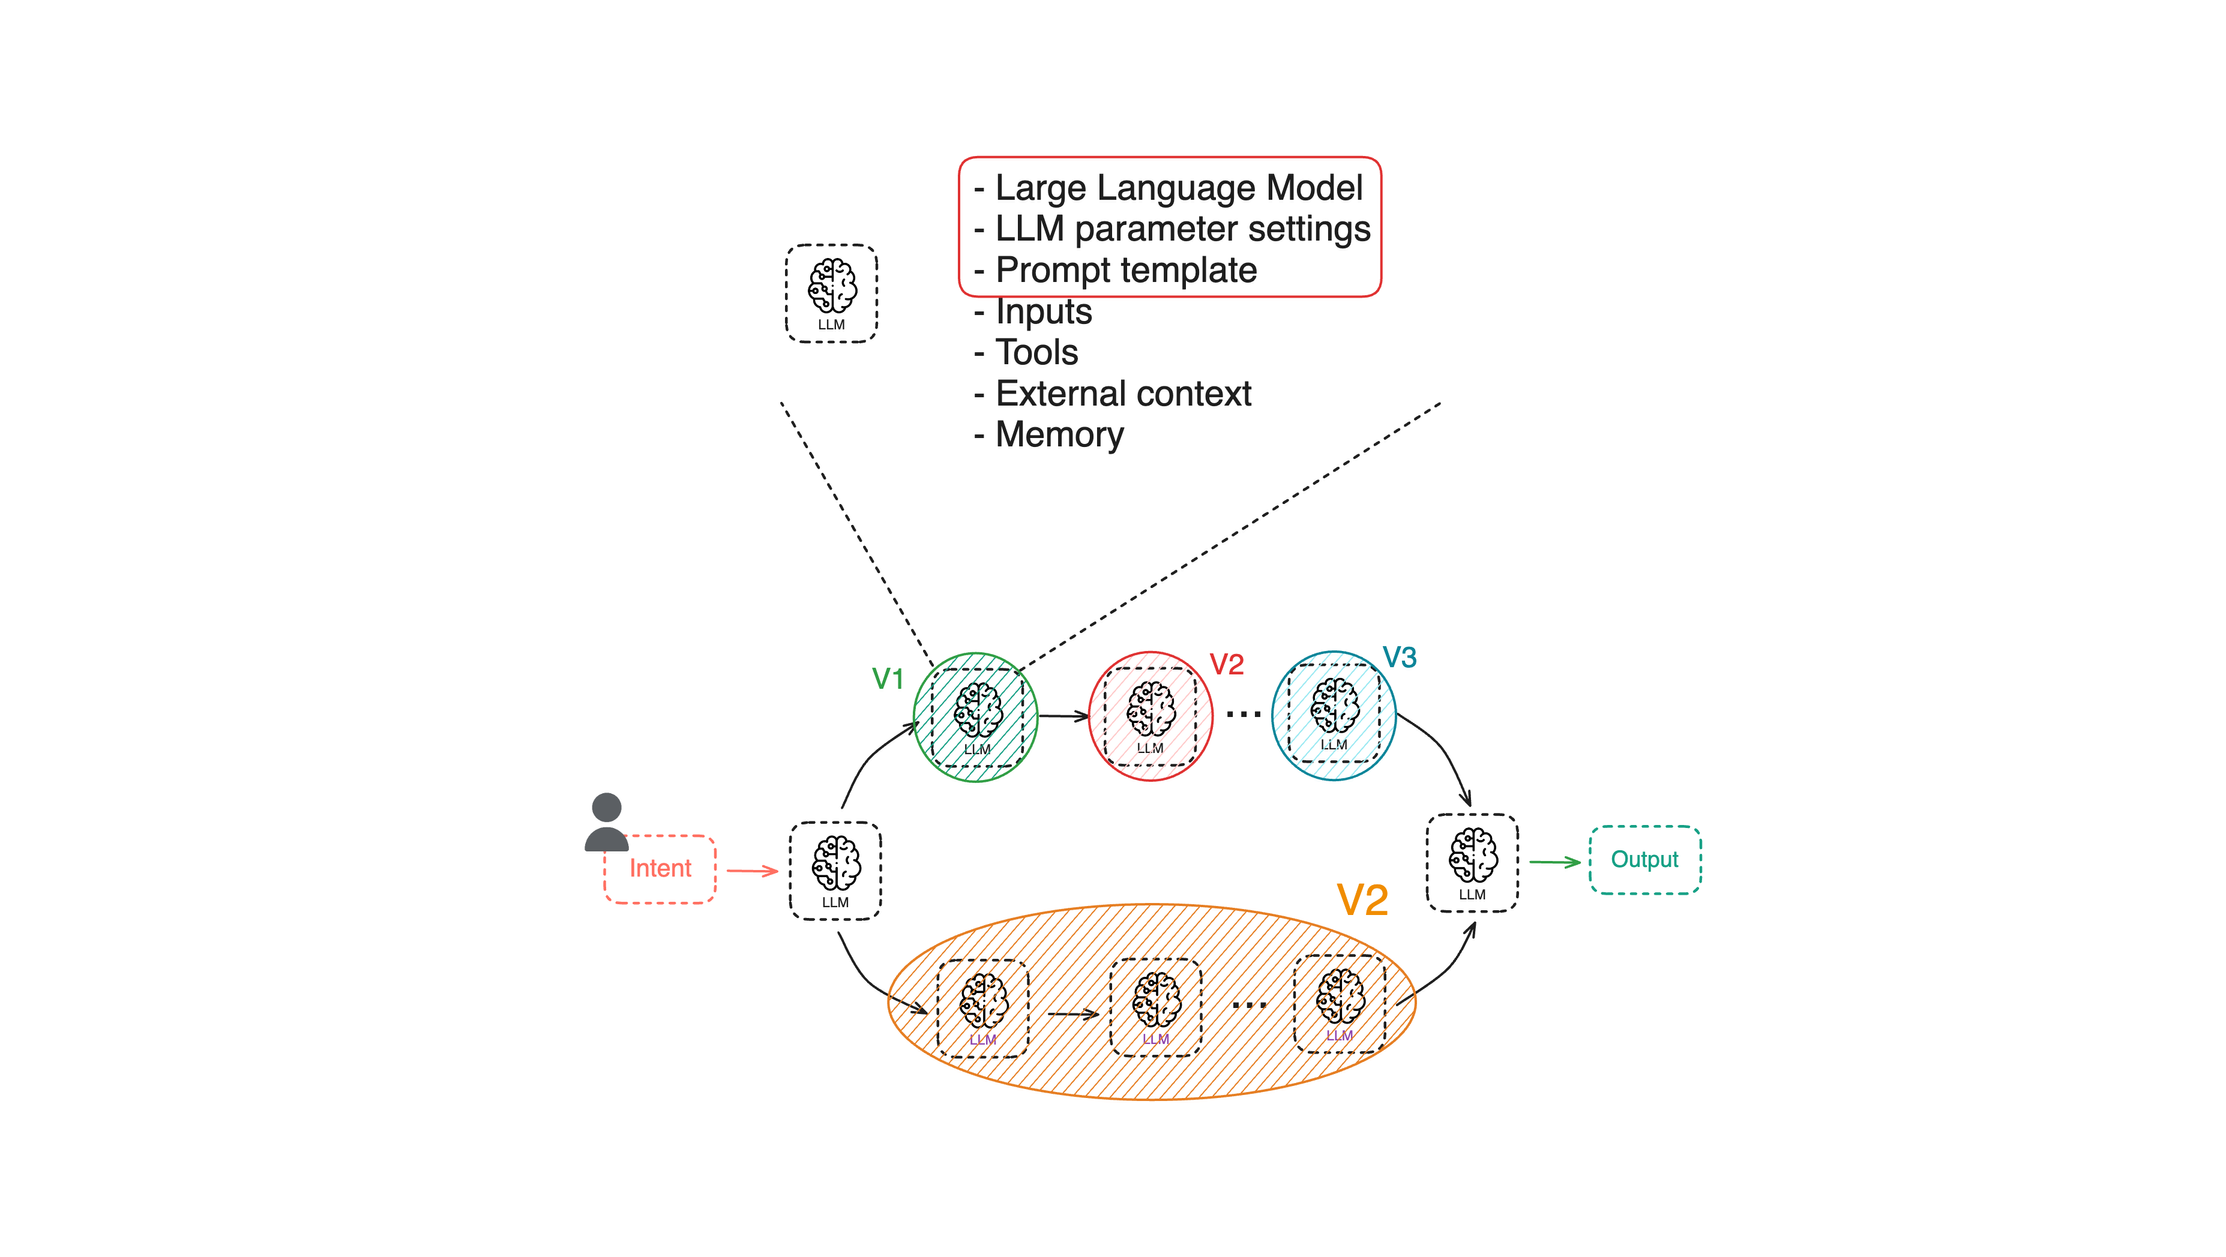 - Large Language Model
- LLM parameter settings
- Prompt template
- Inputs
- Tools
- External context
- Memory
LLM
V1
V2
V3
LLM
LLM
LLM
Intent
LLM
LLM
Output
V2
LLM
LLM
LLM